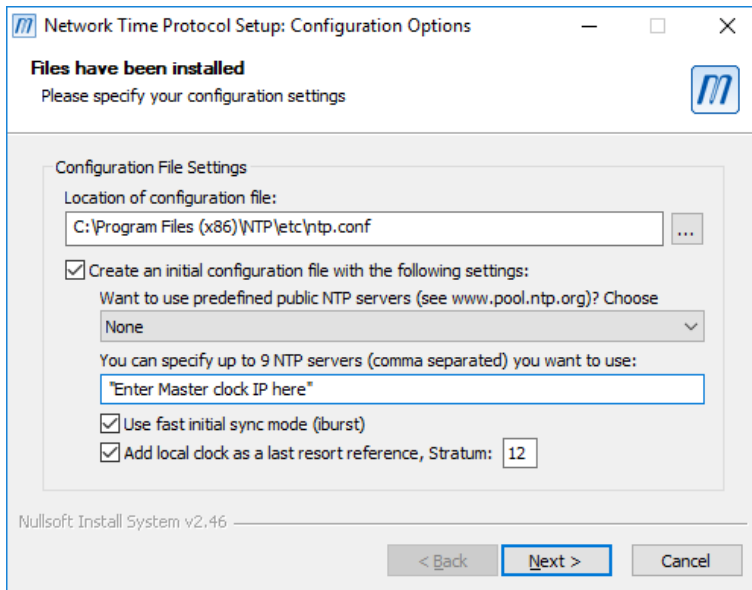 Network Time Protocol Setup: Configuration Options
Files have been installed
Please specify your configuration settings
Configuration File Settings
Location of configuration file:
C:\Program Files (x86)\NTP\etc\ntp.conf
...
Create an initial configuration file with the following settings:
Want to use predefined public NTP servers (see www.pool.ntp.org)? Choose
None
You can specify up to 9 NTP servers (comma separated) you want to use:
"Enter Master clock IP here"
Use fast initial sync mode (iburst)
Add local clock as a last resort reference, Stratum: 12
Nullsoft Install System v2.46
< Back Next > Cancel